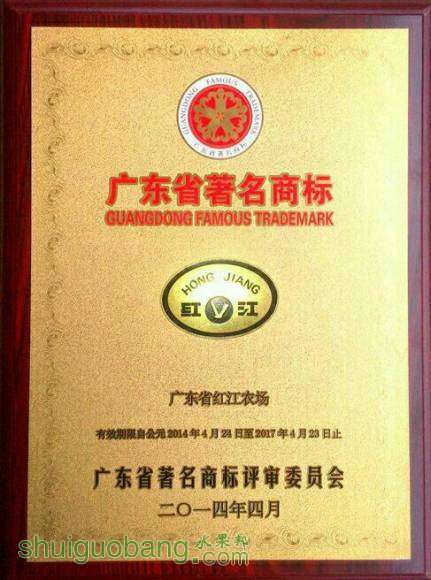 GUANGDONG FAMOUS TRADEMARK
广东省著名商标
广东省著名商标
GUANGDONG FAMOUS TRADEMARK
HONG JIANG
红 V 江
广东省红江农场
有效期限自公元2014年4月24日至2017年4月23日止
广东省著名商标评审委员会
二〇一四年四月
水果邦
shuiguobang.com